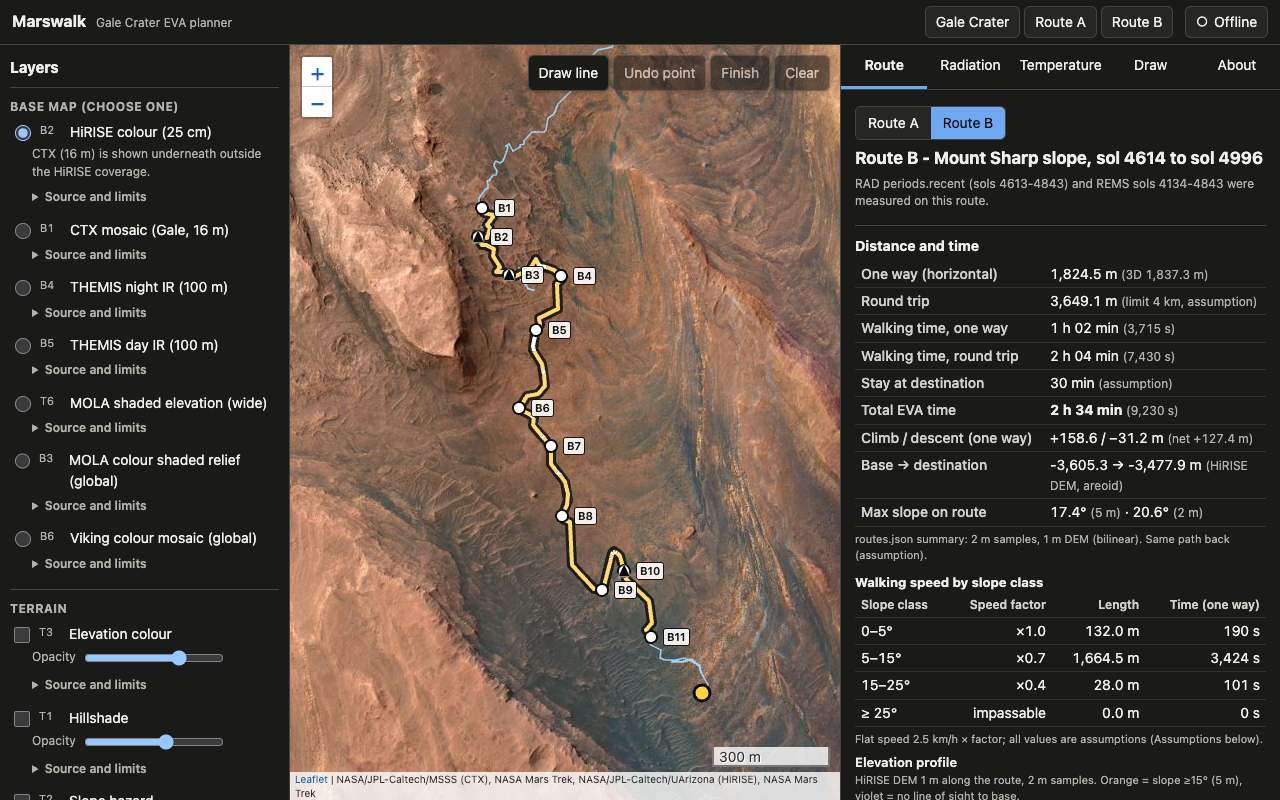 Marswalk Gale Crater EVA planner
Gale Crater Route A Route B Offline
Layers
BASE MAP (CHOOSE ONE)
B2 HiRISE colour (25 cm)
CTX (16 m) is shown underneath outside
the HiRISE coverage.
Source and limits
B1 CTX mosaic (Gale, 16 m)
Source and limits
B4 THEMIS night IR (100 m)
Source and limits
B5 THEMIS day IR (100 m)
Source and limits
T6 MOLA shaded elevation (wide)
Source and limits
B3 MOLA colour shaded relief
(global)
Source and limits
B6 Viking colour mosaic (global)
Source and limits
TERRAIN
T3 Elevation colour
Opacity
Source and limits
T1 Hillshade
Opacity
Source and limits
T2 Slope hazard
+
−
Draw line Undo point Finish Clear
B1
B2
B3
B4
B5
B6
B7
B8
B10
B9
B11
300 m
Leaflet | NASA/JPL-Caltech/MSSS (CTX), NASA Mars Trek, NASA/JPL-Caltech/UArizona (HiRISE), NASA Mars
Trek
Route Radiation Temperature Draw About
Route A Route B
Route B - Mount Sharp slope, sol 4614 to sol 4996
RAD periods.recent (sols 4613-4843) and REMS sols 4134-4843 were
measured on this route.
Distance and time
One way (horizontal) 1,824.5 m (3D 1,837.3 m)
Round trip 3,649.1 m (limit 4 km, assumption)
Walking time, one way 1 h 02 min (3,715 s)
Walking time, round trip 2 h 04 min (7,430 s)
Stay at destination 30 min (assumption)
Total EVA time 2 h 34 min (9,230 s)
Climb / descent (one way) +158.6 / −31.2 m (net +127.4 m)
Base → destination -3,605.3 → -3,477.9 m (HiRISE
DEM, areoid)
Max slope on route 17.4° (5 m) · 20.6° (2 m)
routes.json summary: 2 m samples, 1 m DEM (bilinear). Same path back
(assumption).
Walking speed by slope class
Slope class Speed factor Length Time (one way)
0–5° ×1.0 132.0 m 190 s
5–15° ×0.7 1,664.5 m 3,424 s
15–25° ×0.4 28.0 m 101 s
≥ 25° impassable 0.0 m 0 s
Flat speed 2.5 km/h × factor; all values are assumptions (Assumptions below).
Elevation profile
HiRISE DEM 1 m along the route, 2 m samples. Orange = slope ≥15° (5 m),
violet = no line of sight to base.